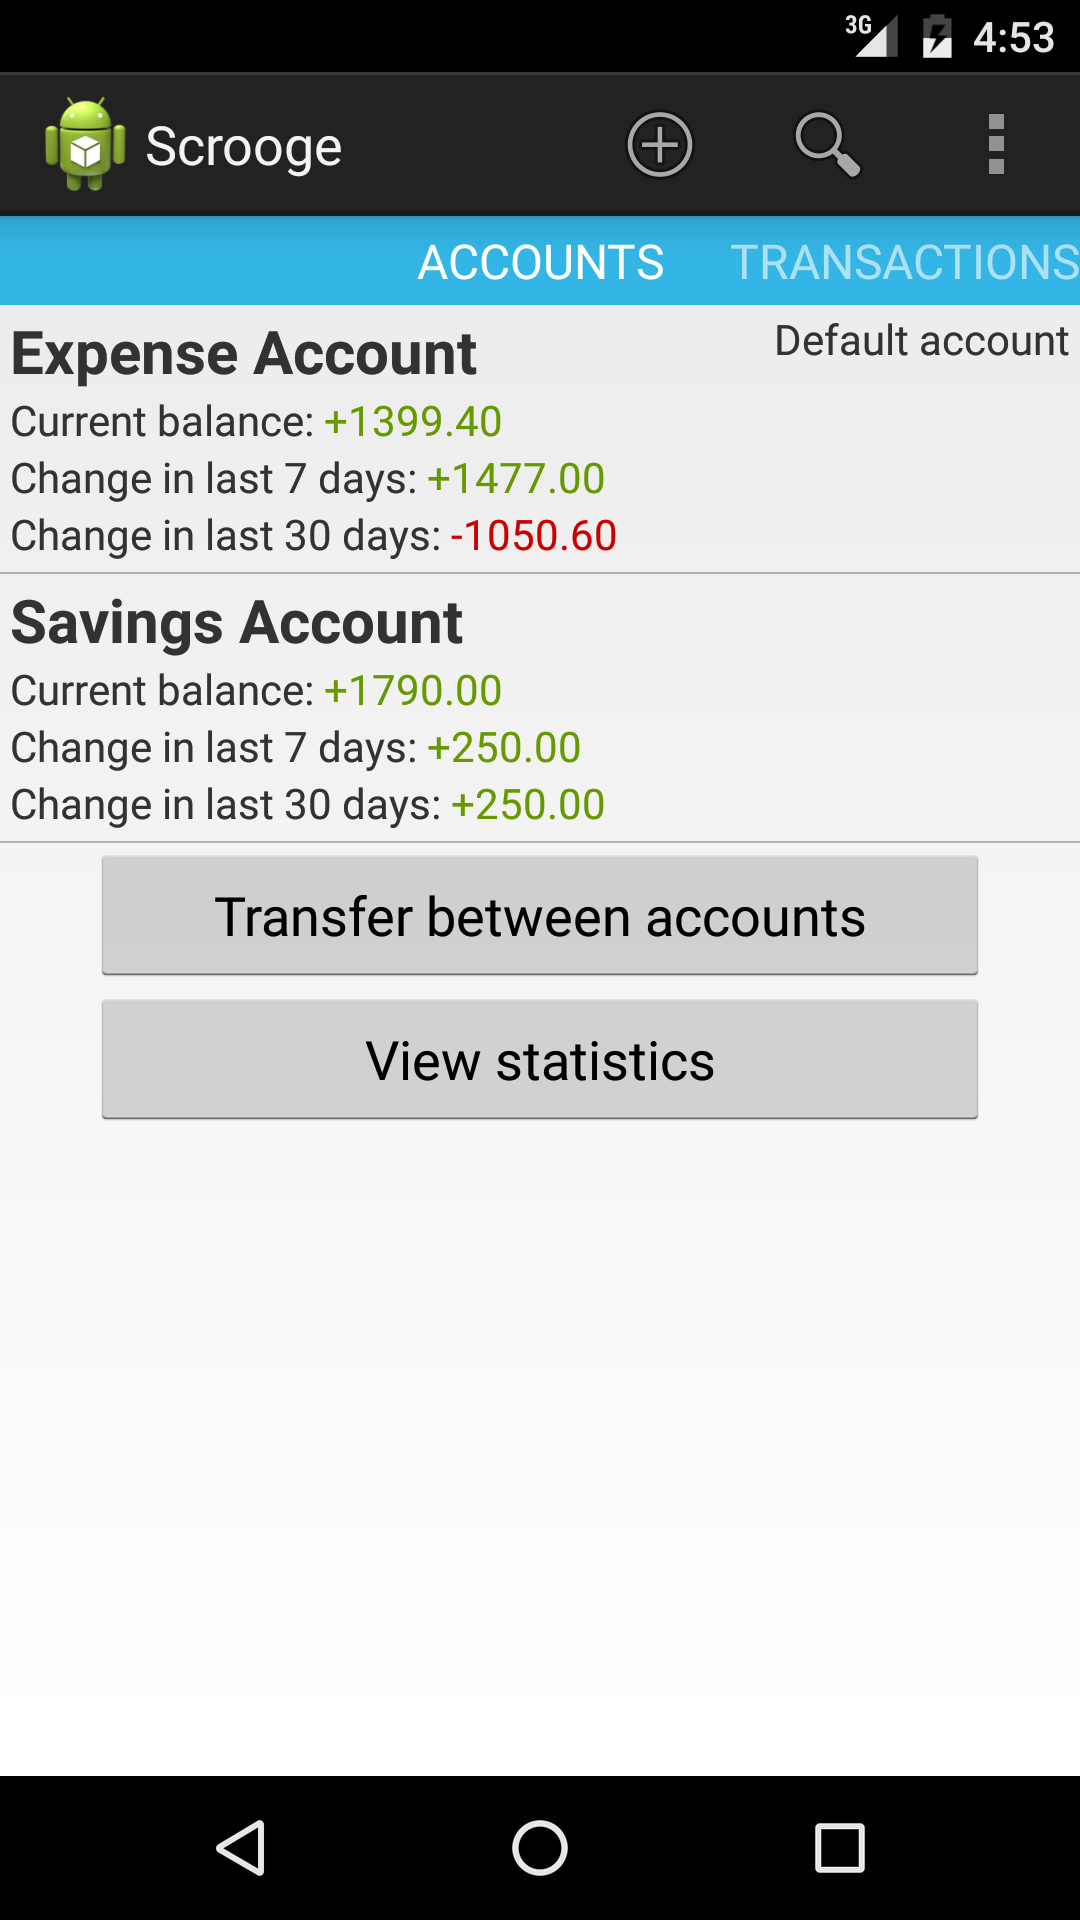 3G 4:53
Scrooge
ACCOUNTS TRANSACTIONS
Expense Account Default account
Current balance: +1399.40
Change in last 7 days: +1477.00
Change in last 30 days: -1050.60
Savings Account
Current balance: +1790.00
Change in last 7 days: +250.00
Change in last 30 days: +250.00
Transfer between accounts
View statistics